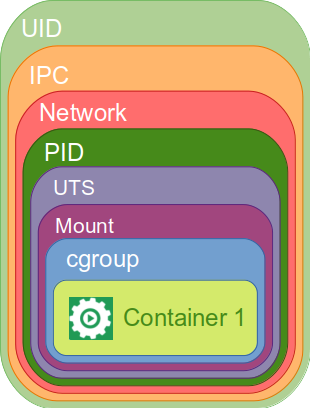 UID
IPC
Network
PID
UTS
Mount
cgroup
Container 1